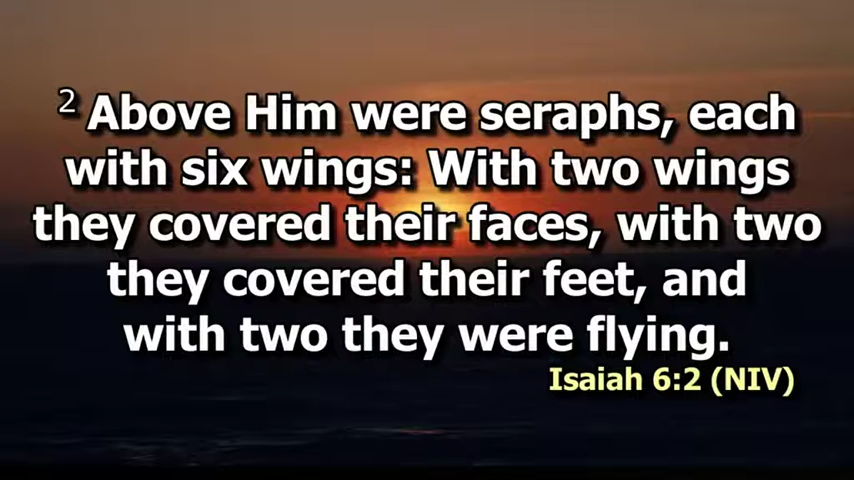 2 Above Him were seraphs, each
with six wings: With two wings
they covered their faces, with two
they covered their feet, and
with two they were flying.
Isaiah 6:2 (NIV)